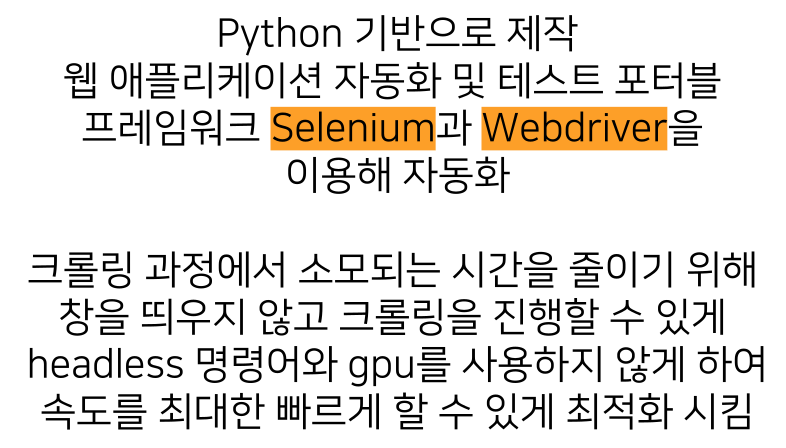 Python 기반으로 제작
웹 애플리케이션 자동화 및 테스트 포터블
프레임워크 Selenium과 Webdriver을
이용해 자동화
크롤링 과정에서 소모되는 시간을 줄이기 위해
창을 띄우지 않고 크롤링을 진행할 수 있게
headless 명령어와 gpu를 사용하지 않게 하여
속도를 최대한 빠르게 할 수 있게 최적화 시킴